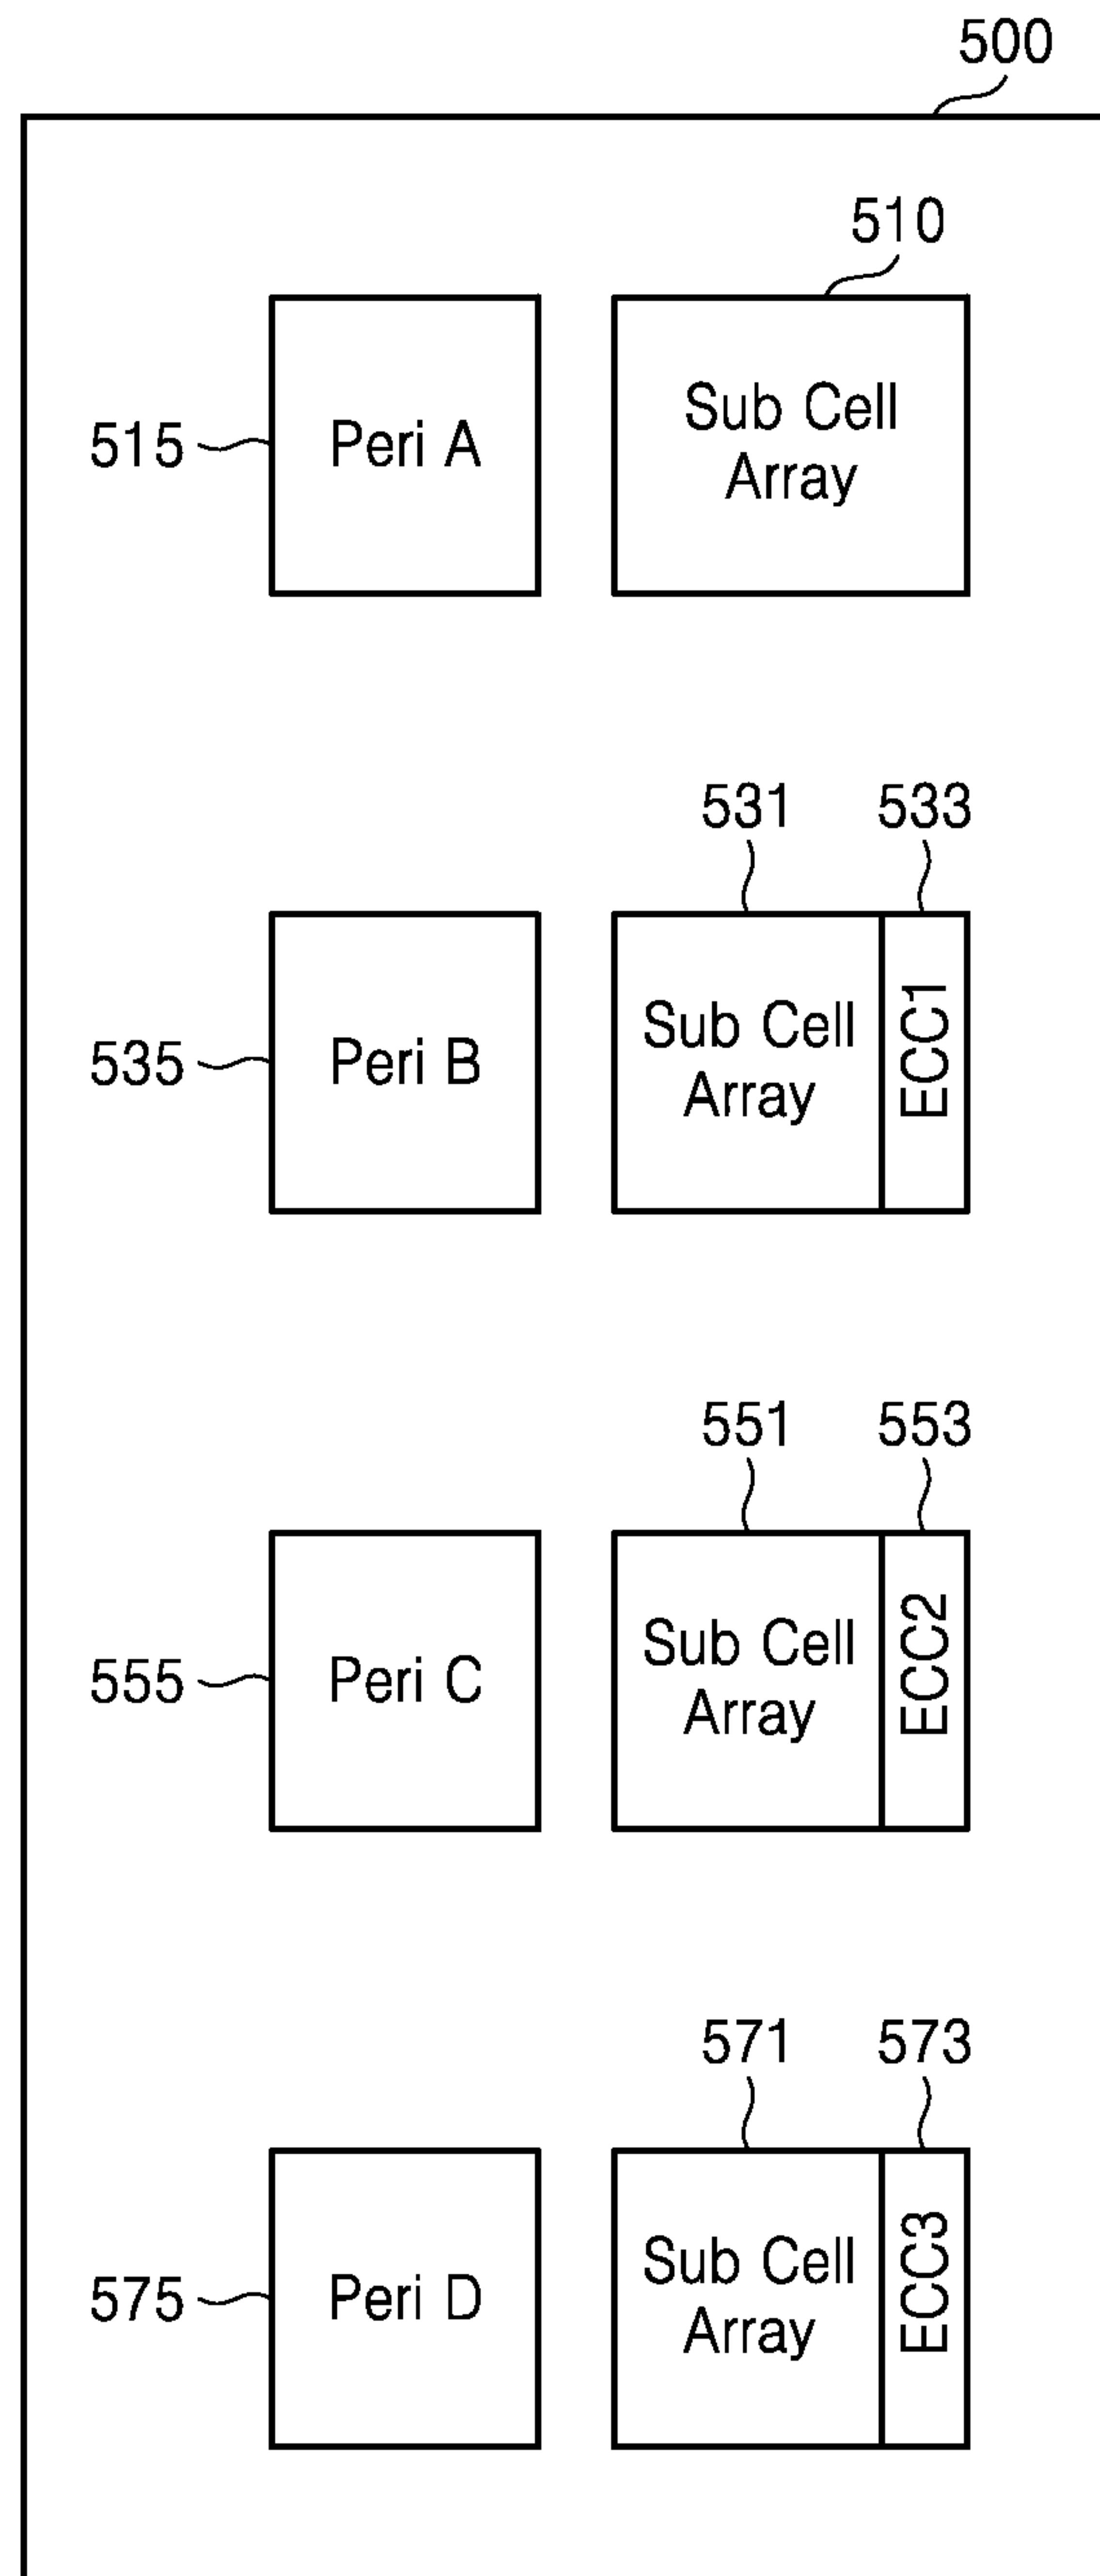 500
510
515
Peri A
Sub Cell
Array
531
533
535
Peri B
Sub Cell
Array
ECC1
551
553
555
Peri C
Sub Cell
Array
ECC2
571
573
575
Peri D
Sub Cell
Array
ECC3